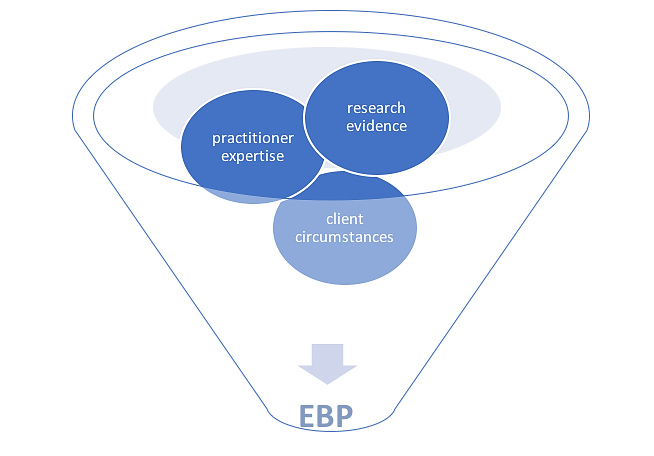 research
evidence
practitioner
expertise
client
circumstances
EBP